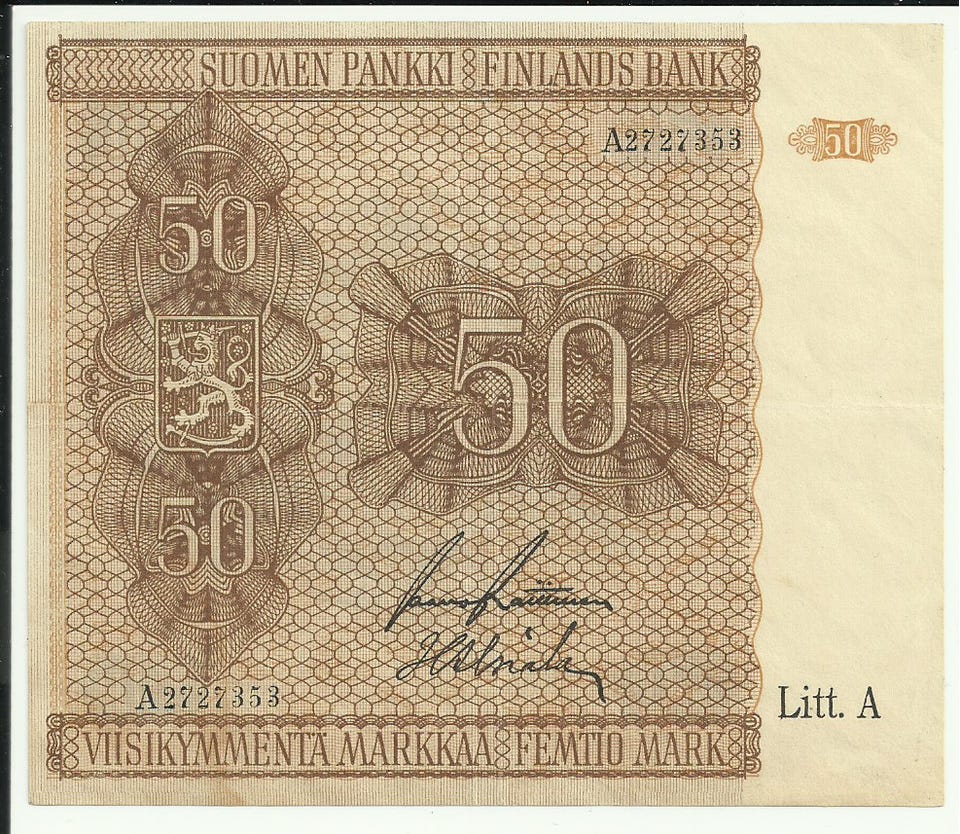 SUOMEN PANKKI FINLANDS BANK
A2727353
50
50
50
50
A2727353
Litt. A
VIISIKYMMENTÄ MARKKAA FEMTIO MARK